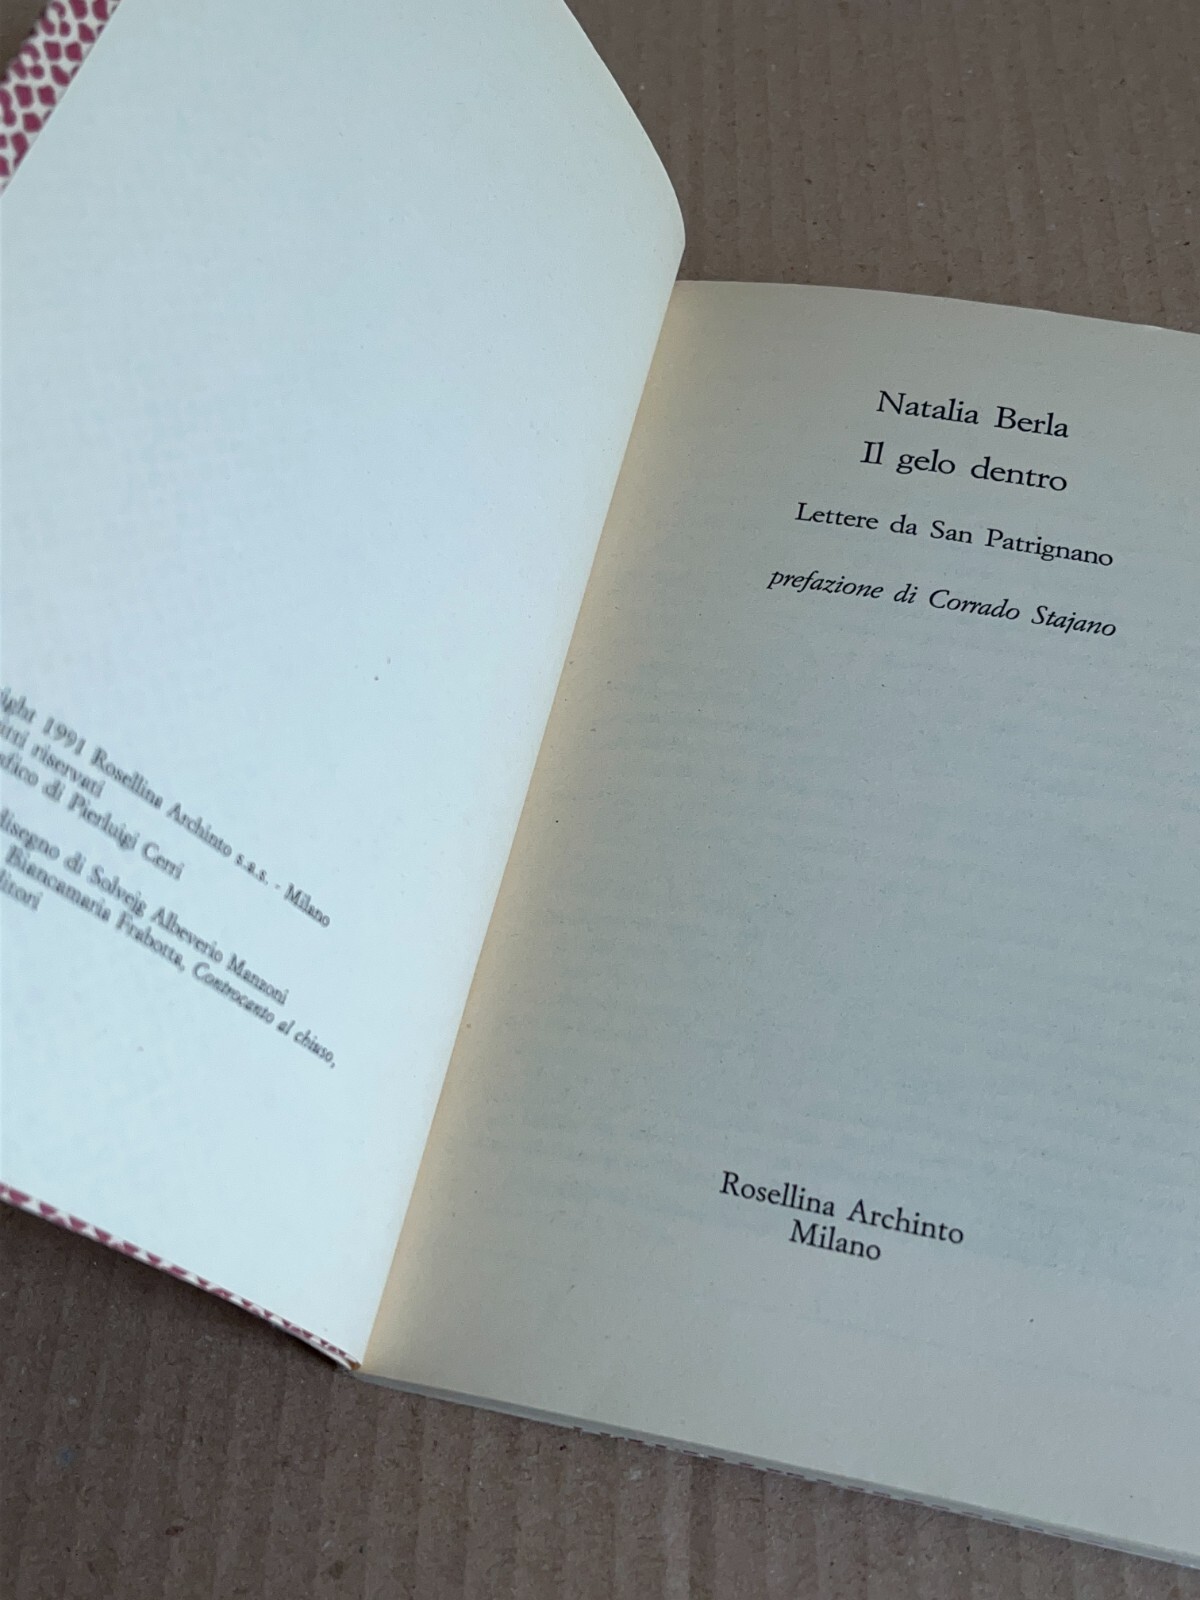 1991 Rosellina Archinto s.a.s. - Milano
riservati
di Pierluigi Cerri
disegno di Solveig Albeverio Manzoni
Biancamaria Frabotta, Controcanto al chiuso,
Natalia Berla
Il gelo dentro
Lettere da San Patrignano
prefazione di Corrado Stajano
Rosellina Archinto
Milano